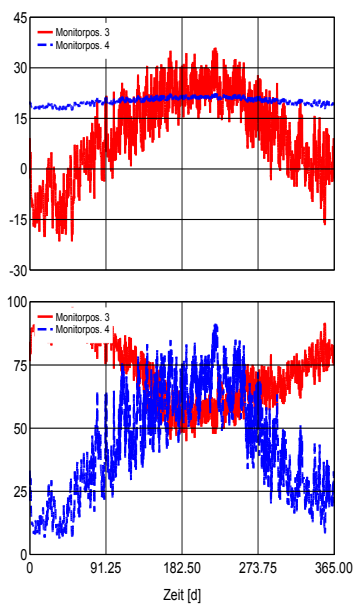 45
Monitorpos. 3
Monitorpos. 4
30
15
0
-15
-30
100
Monitorpos. 3
Monitorpos. 4
75
50
25
0
0 91.25 182.50 273.75 365.00
Zeit [d]